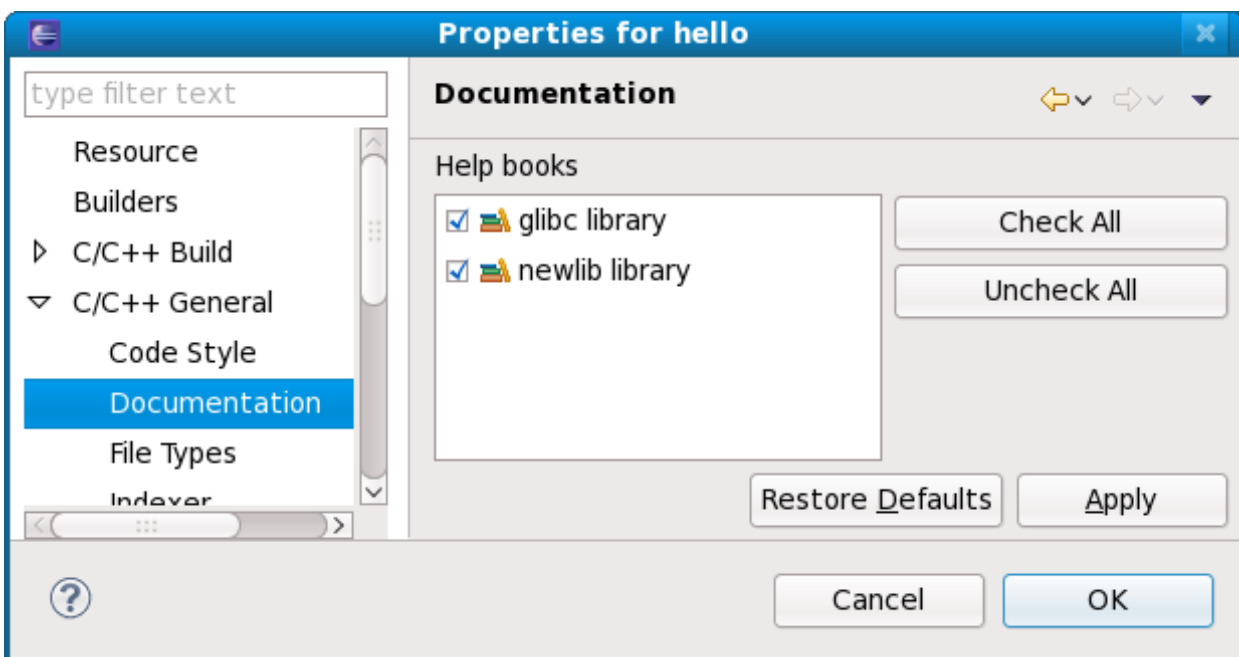 Properties for hello
type filter text
Resource
Builders
C/C++ Build
C/C++ General
Code Style
Documentation
File Types
Indexer
Documentation
Help books
glibc library
newlib library
Check All
Uncheck All
Restore Defaults
Apply
Cancel
OK